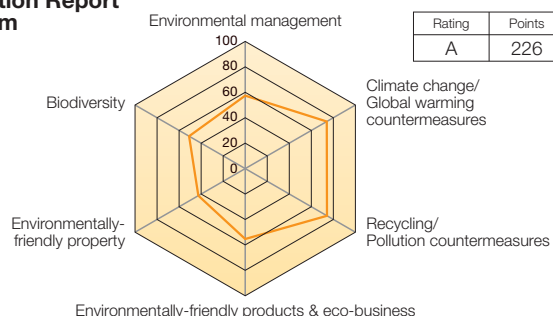 tion Report
m
Environmental management
Rating Points
A 226
100
80
60
40
20
0
Climate change/
Global warming
countermeasures
Biodiversity
Environmentally-
friendly property
Recycling/
Pollution countermeasures
Environmentally-friendly products & eco-business